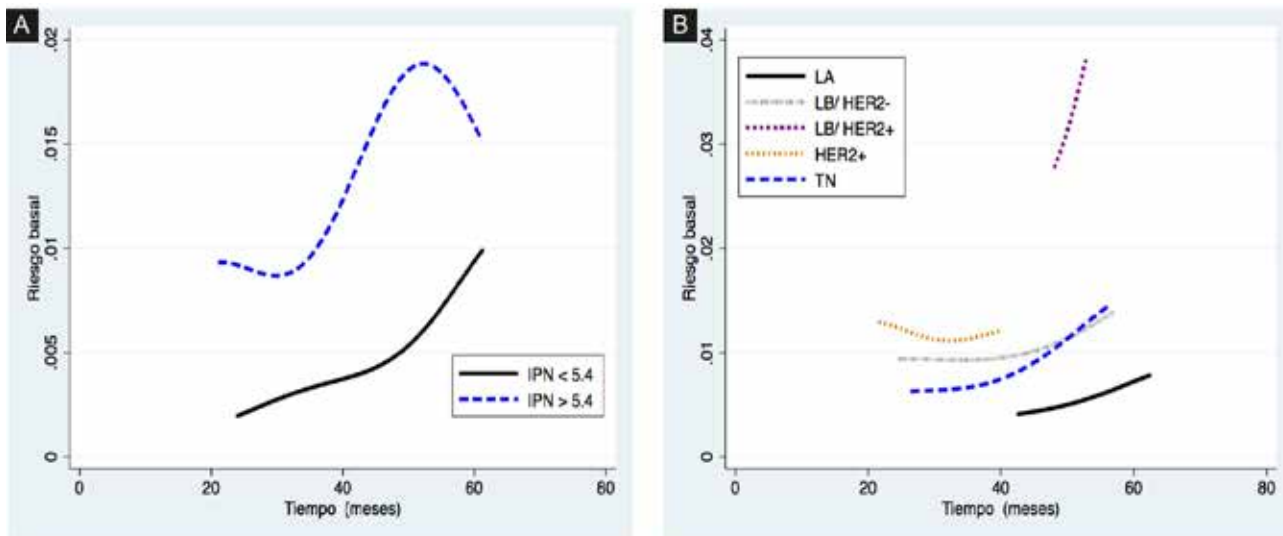 A
Riesgo basal
.02
.015
.01
.005
0
IPN < 5.4
IPN > 5.4
0 20 40 60 80
Tiempo (meses)
B
Riesgo basal
.04
.03
.02
.01
0
LA
LB/ HER2-
LB/ HER2+
HER2+
TN
0 20 40 60 80
Tiempo (meses)